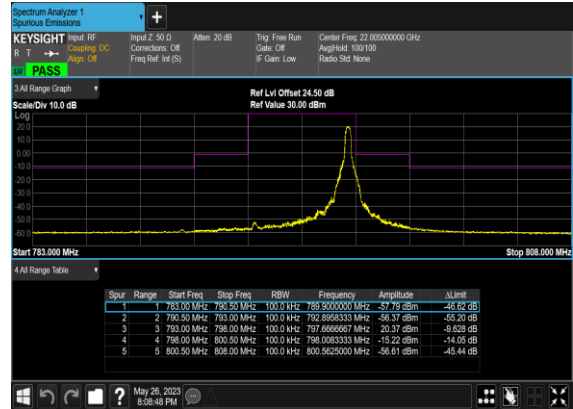 Spectrum Analyzer 1
Spurious Emissions
+
KEYSIGHT Input: RF Input Z: 50 Ω Atten: 20 dB Trig: Free Run Center Freq: 22.005000000 GHz
R T Coupling: DC Corrections: Off Gate: Off Avg|Hold: 100/100
Align: Off Freq Ref: Int (S) IF Gain: Low Radio Std: None
PASS
3 All Range Graph
Ref Lvl Offset 24.50 dB
Scale/Div 10.0 dB Ref Value 30.00 dBm
Log
20.0
10.0
0.00
-10.0
-20.0
-30.0
-40.0
-50.0
-60.0
Start 783.000 MHz Stop 808.000 MHz
4 All Range Table
Spur Range Start Freq Stop Freq RBW Frequency Amplitude ΔLimit
1 1 783.00 MHz 790.50 MHz 100.0 kHz 789.9000000 MHz -57.79 dBm -46.62 dB
2 2 790.50 MHz 793.00 MHz 100.0 kHz 792.8958333 MHz -56.37 dBm -55.20 dB
3 3 793.00 MHz 798.00 MHz 100.0 kHz 797.6666667 MHz 20.37 dBm -9.628 dB
4 4 798.00 MHz 800.50 MHz 100.0 kHz 798.0083333 MHz -15.22 dBm -14.05 dB
5 5 800.50 MHz 808.00 MHz 100.0 kHz 800.5625000 MHz -56.61 dBm -45.44 dB
? May 26, 2023
8:08:48 PM